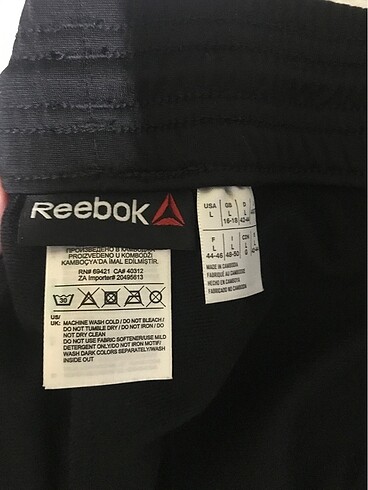 Reebok
USA GB D
L L L
16-18 42-44
F I CDN
L L G
44-46 48-50
MADE IN CAMBODIA
FABRIQUÉ AU CAMBODGE
HECHO EN CAMBOYA
FABRICADO NO CAMBODJA
PROIZVEDENO U KOMBODŽI
KAMBOÇYA'DA İMAL EDİLMİŞTİR.
RN# 69421 CA# 40312
ZA Importer# 20495613
30
US/
UK: MACHINE WASH COLD / DO NOT BLEACH /
DO NOT TUMBLE DRY / DO NOT IRON / DO
NOT DRY CLEAN
DO NOT USE FABRIC SOFTENER/USE MILD
DETERGENT ONLY/DO NOT IRON MOTIF/
WASH DARK COLORS SEPARATELY/WASH
INSIDE OUT